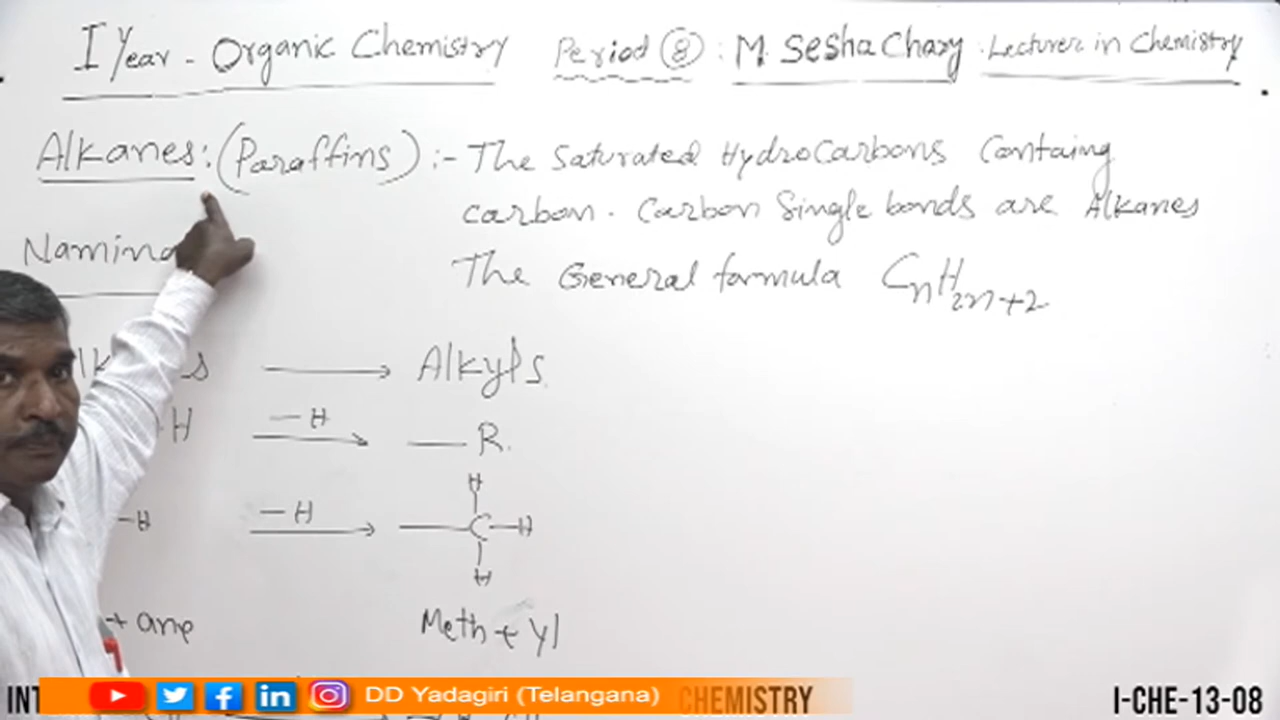 I Year - Organic Chemistry Period 8 : M. Sesha Chary Lecturer in Chemistry
Alkanes: (Paraffins) :- The Saturated HydroCarbons Containg
carbon - Carbon Single bonds are Alkanes
Naming
The General formula CnH2n+2
Alkyls
H - H - R
- H - H C H
H
H
+ ane Meth + yl
DD Yadagiri (Telangana) CHEMISTRY I-CHE-13-08